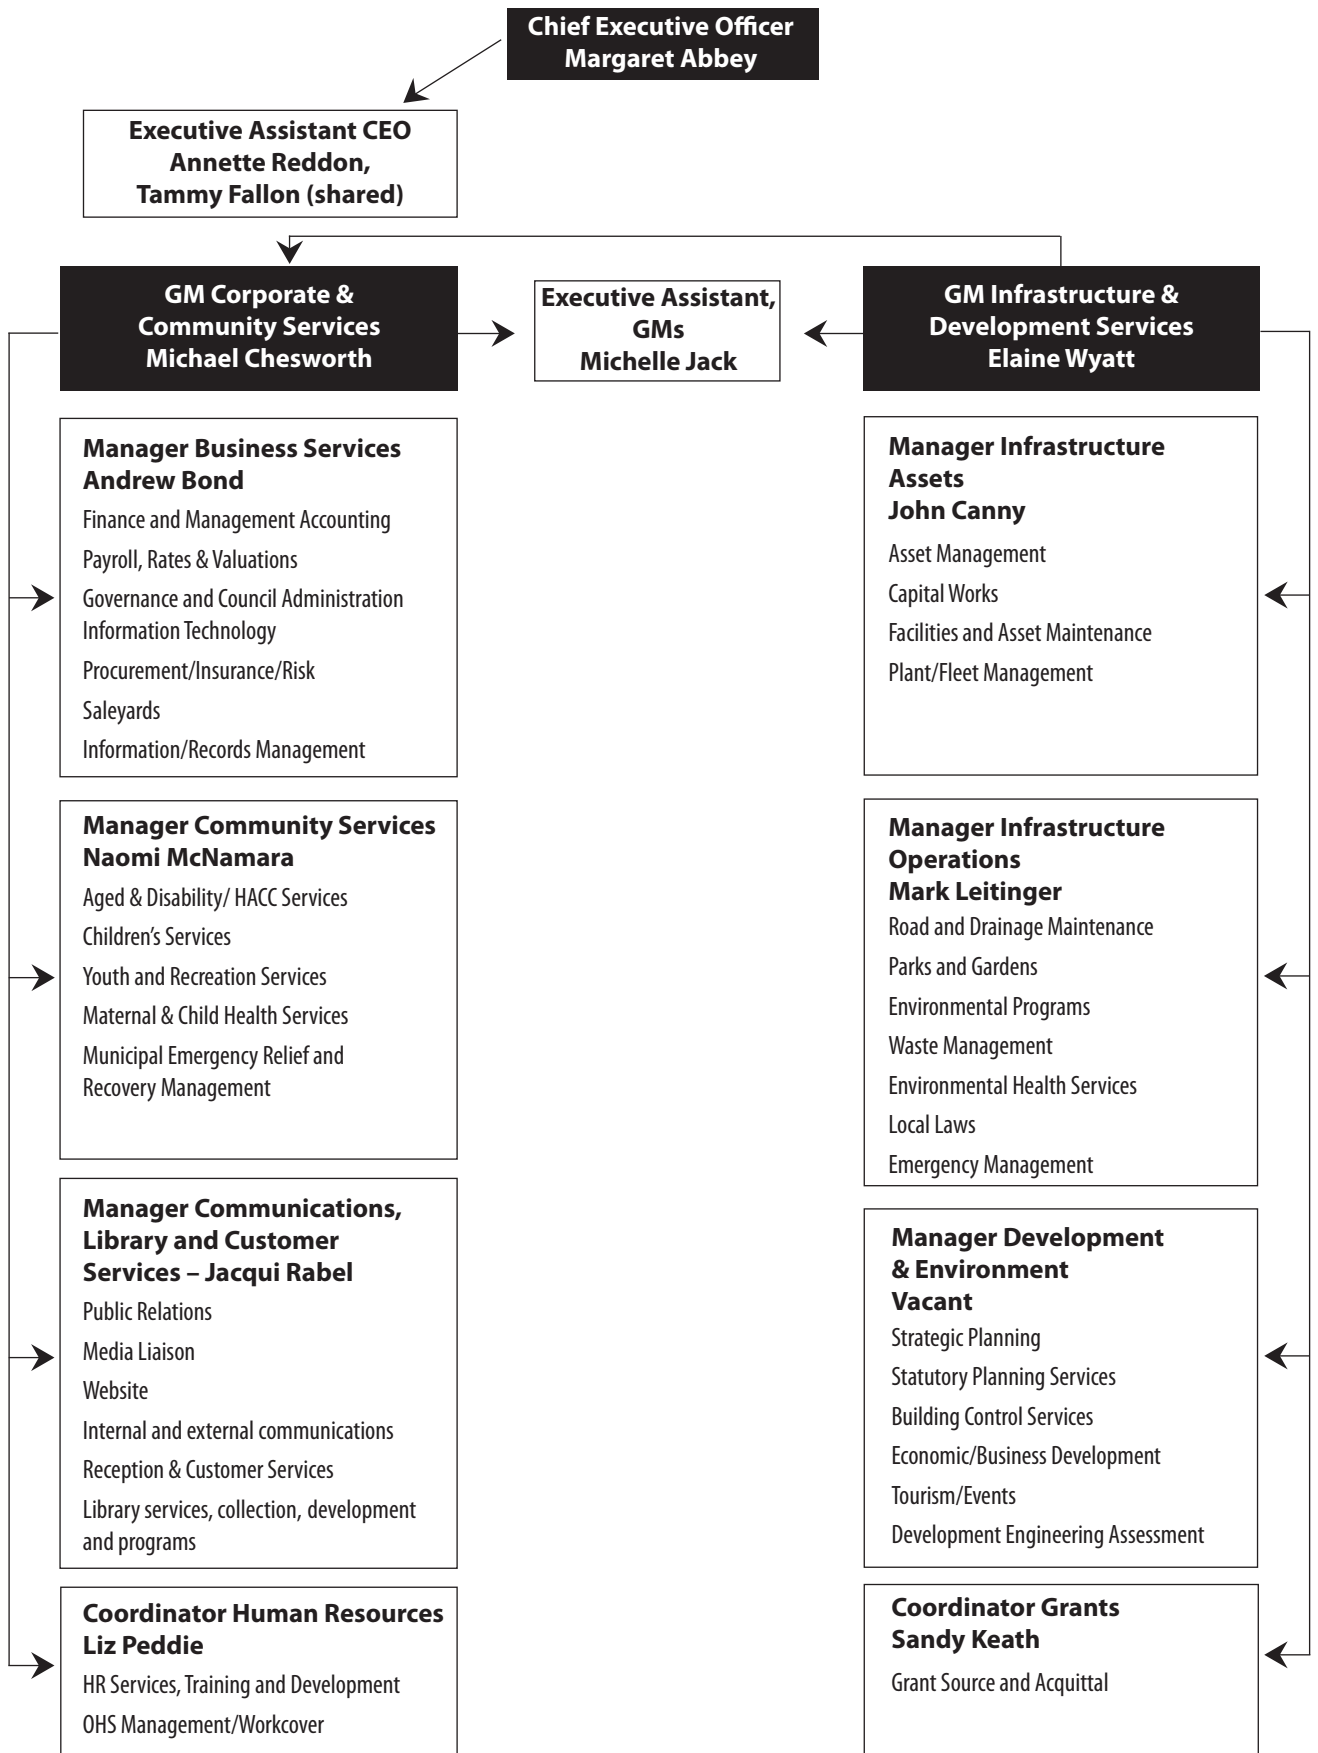 Chief Executive Officer
Margaret Abbey
Executive Assistant CEO
Annette Reddon,
Tammy Fallon (shared)
GM Corporate &
Community Services
Michael Chesworth
Executive Assistant,
GMs
Michelle Jack
GM Infrastructure &
Development Services
Elaine Wyatt
Manager Business Services
Andrew Bond
Finance and Management Accounting
Payroll, Rates & Valuations
Governance and Council Administration
Information Technology
Procurement/Insurance/Risk
Saleyards
Information/Records Management
Manager Community Services
Naomi McNamara
Aged & Disability/ HACC Services
Children's Services
Youth and Recreation Services
Maternal & Child Health Services
Municipal Emergency Relief and
Recovery Management
Manager Communications,
Library and Customer
Services – Jacqui Rabel
Public Relations
Media Liaison
Website
Internal and external communications
Reception & Customer Services
Library services, collection, development
and programs
Coordinator Human Resources
Liz Peddie
HR Services, Training and Development
OHS Management/Workcover
Manager Infrastructure
Assets
John Canny
Asset Management
Capital Works
Facilities and Asset Maintenance
Plant/Fleet Management
Manager Infrastructure
Operations
Mark Leitinger
Road and Drainage Maintenance
Parks and Gardens
Environmental Programs
Waste Management
Environmental Health Services
Local Laws
Emergency Management
Manager Development
& Environment
Vacant
Strategic Planning
Statutory Planning Services
Building Control Services
Economic/Business Development
Tourism/Events
Development Engineering Assessment
Coordinator Grants
Sandy Keath
Grant Source and Acquittal